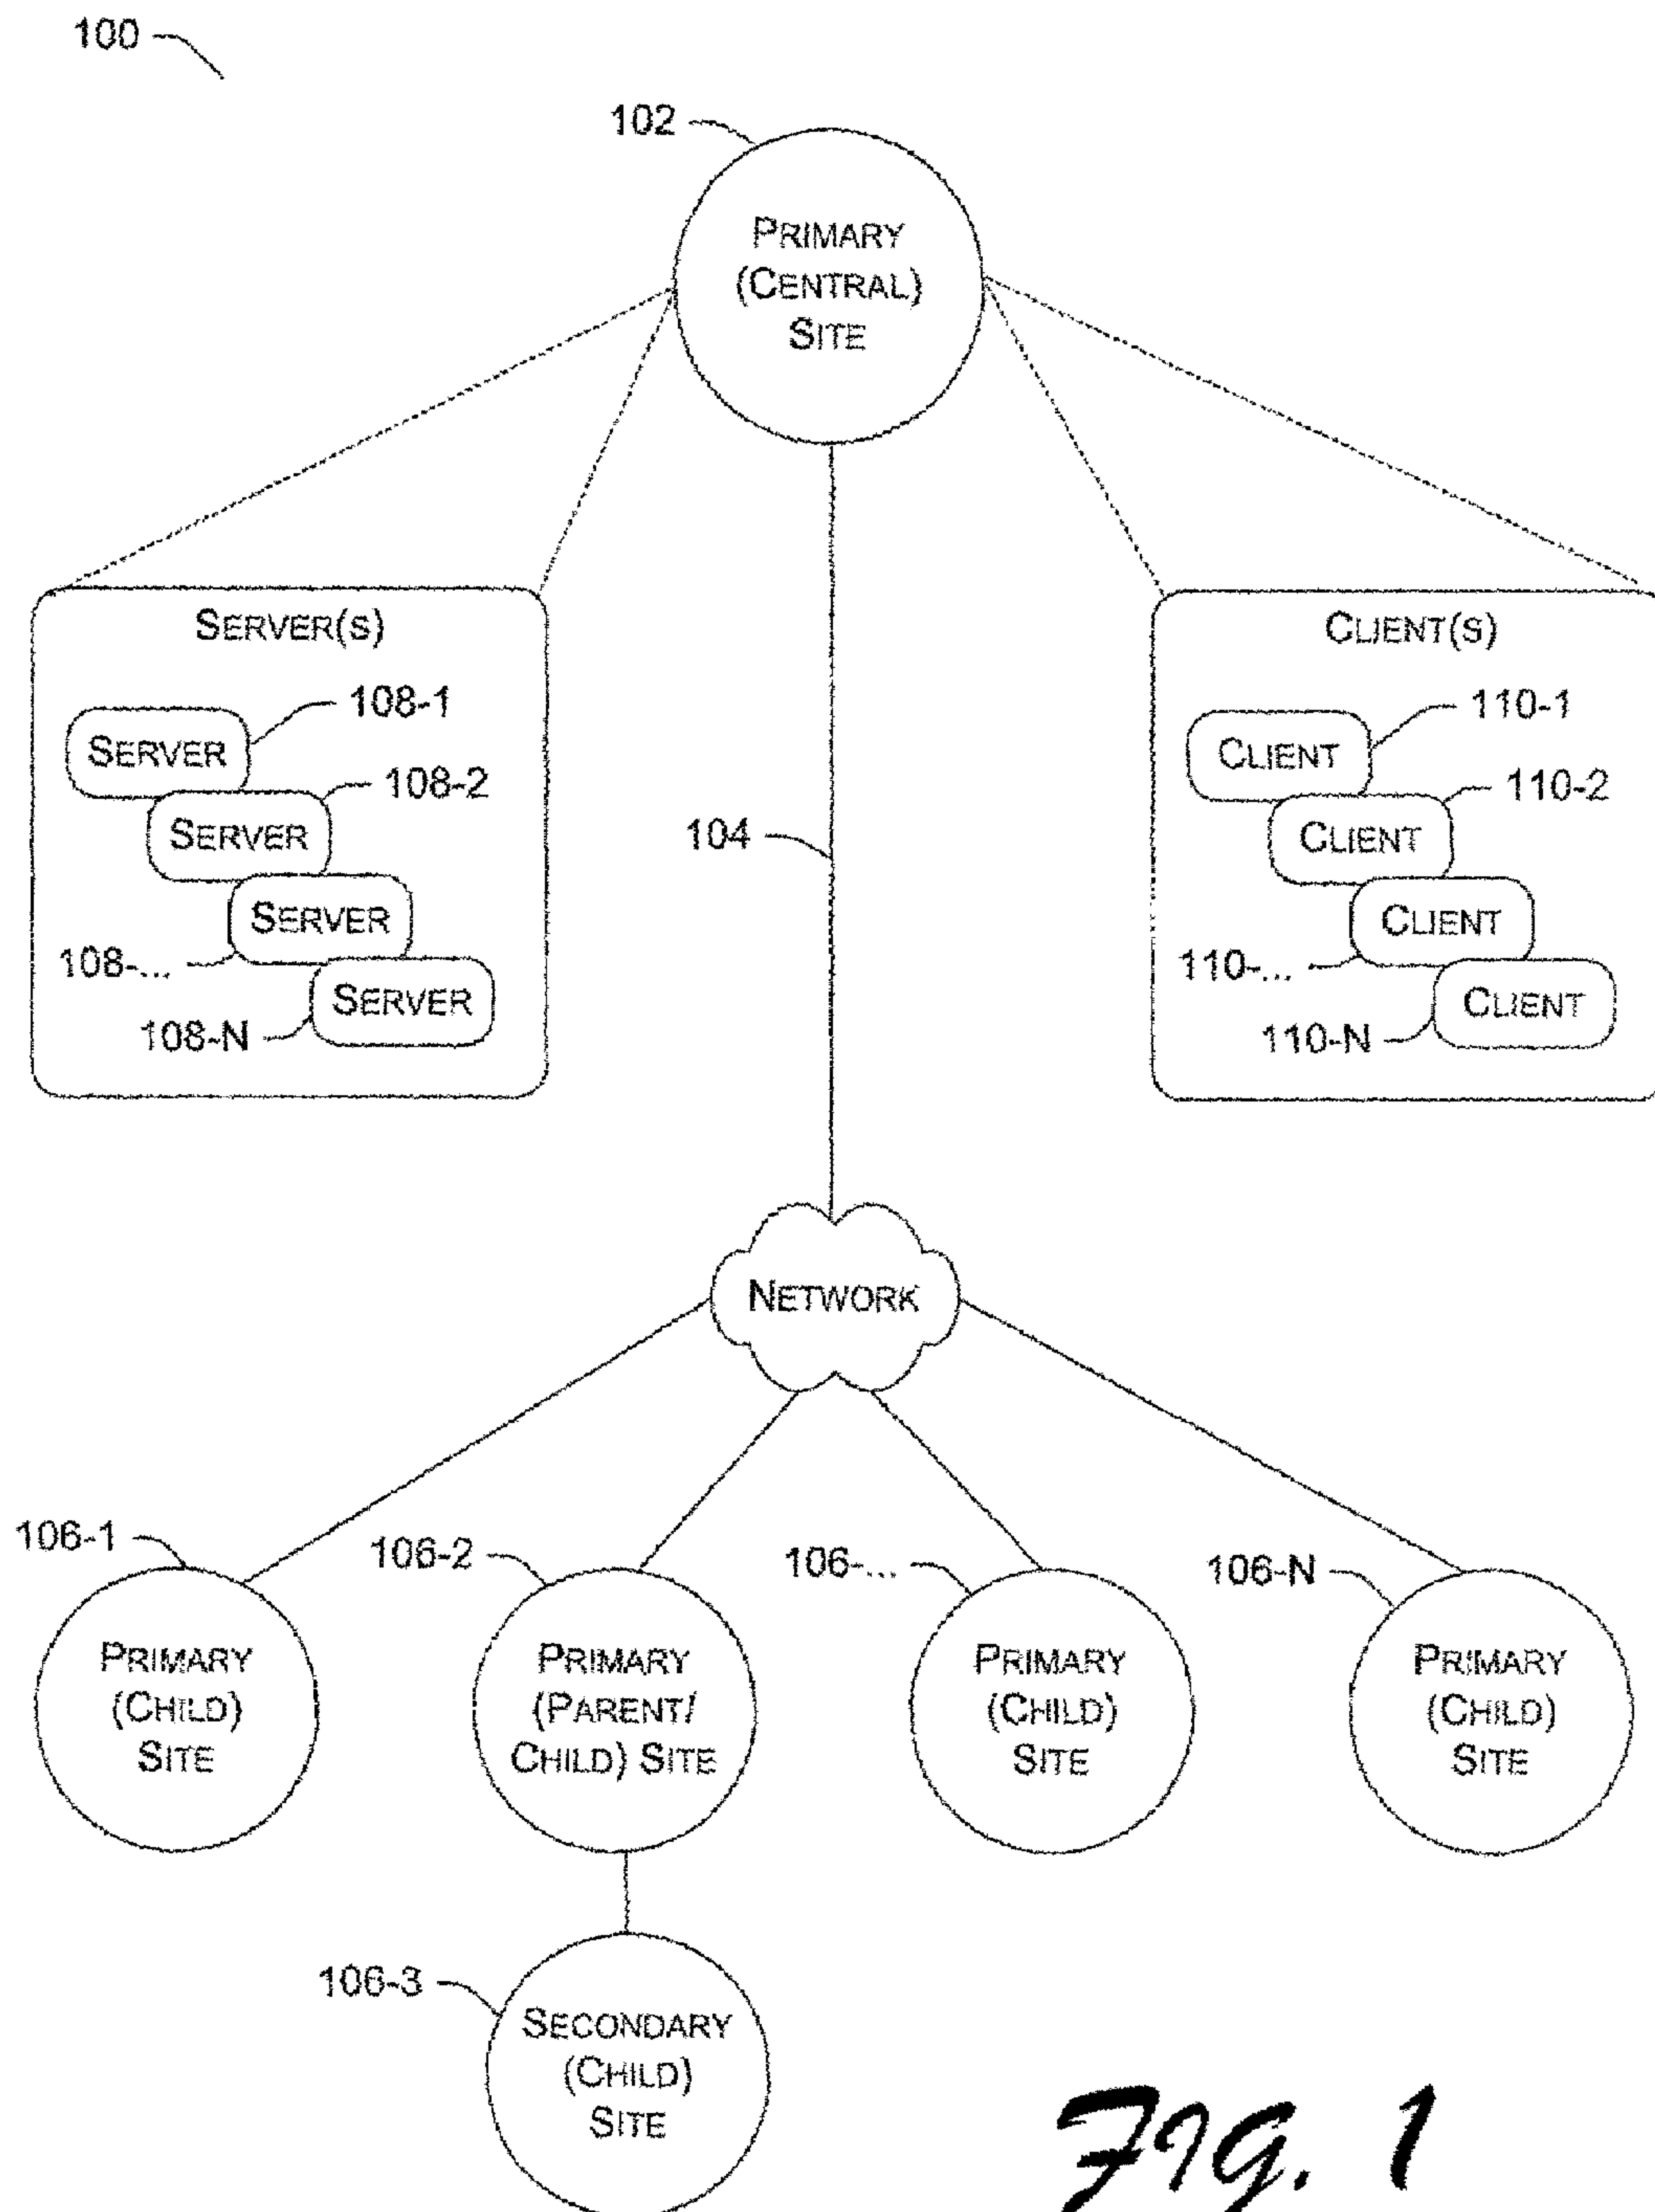 100
102
PRIMARY
(CENTRAL)
SITE
SERVER(S)
108-1
SERVER
108-2
SERVER
SERVER
108-...
SERVER
108-N
104
CLIENT(S)
110-1
CLIENT
110-2
CLIENT
CLIENT
110-...
CLIENT
110-N
NETWORK
106-1
PRIMARY
(CHILD)
SITE
106-2
PRIMARY
(PARENT/
CHILD) SITE
106-...
PRIMARY
(CHILD)
SITE
106-N
PRIMARY
(CHILD)
SITE
106-3
SECONDARY
(CHILD)
SITE
FIG. 1